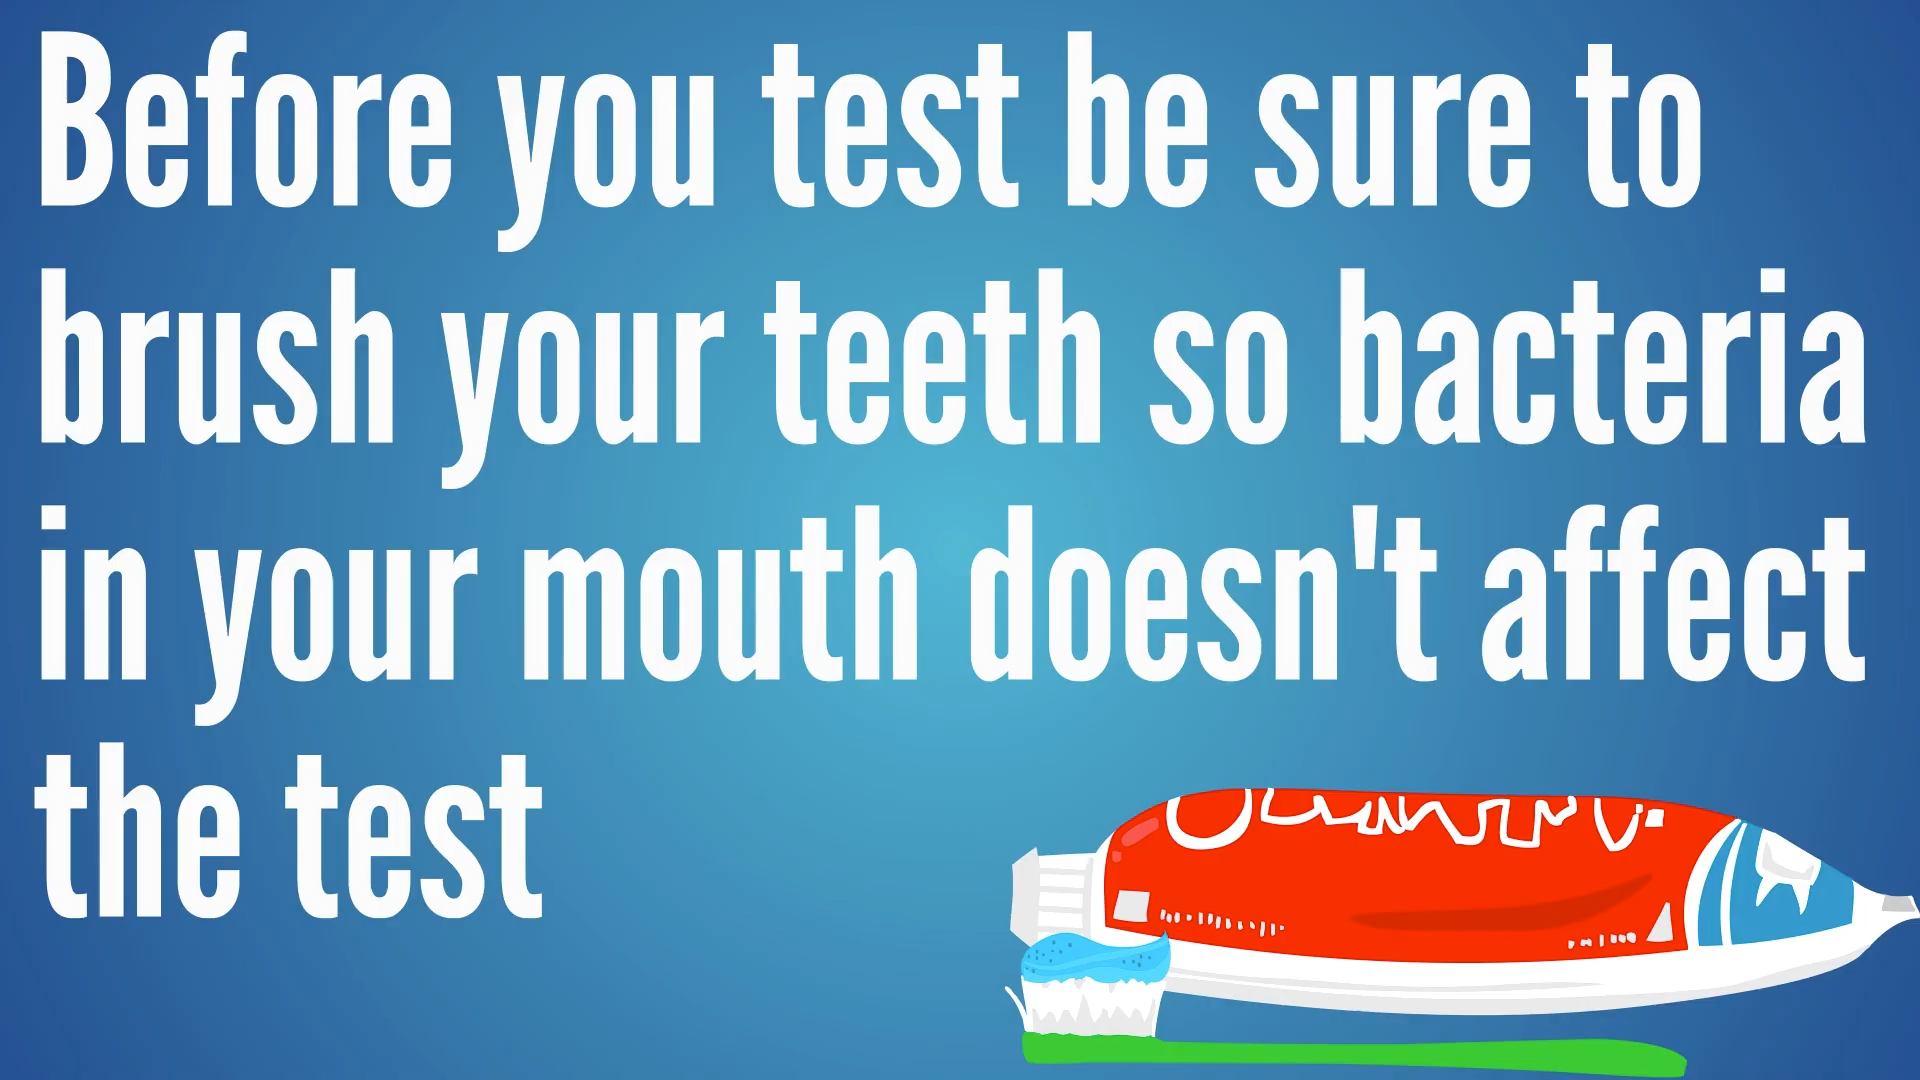 Before you test be sure to
brush your teeth so bacteria
in your mouth doesn't affect
the test